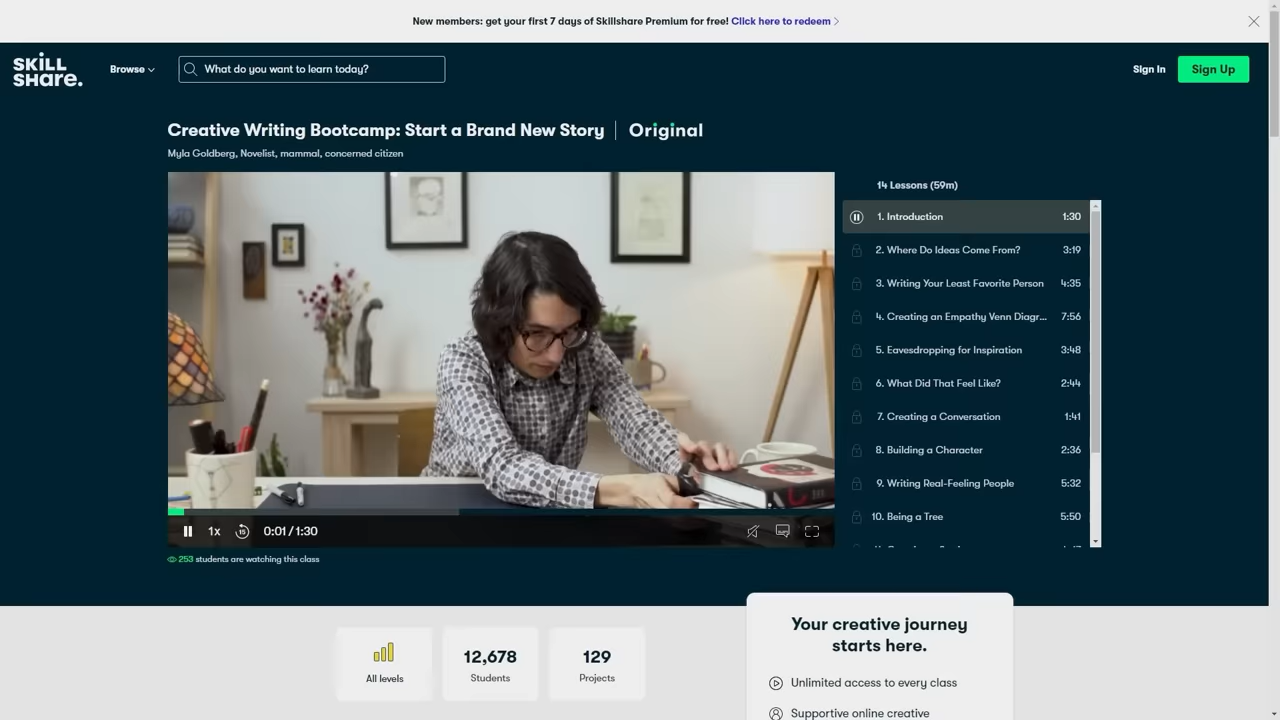 New members: get your first 7 days of Skillshare Premium for free! Click here to redeem
SKILL
SHARE.
Browse
What do you want to learn today?
Sign In
Sign Up
Creative Writing Bootcamp: Start a Brand New Story | Original
Myla Goldberg, Novelist, mammal, concerned citizen
14 Lessons (59m)
1. Introduction 1:30
2. Where Do Ideas Come From? 3:19
3. Writing Your Least Favorite Person 4:35
4. Creating an Empathy Venn Diagr... 7:56
5. Eavesdropping for Inspiration 3:48
6. What Did That Feel Like? 2:44
7. Creating a Conversation 1:41
8. Building a Character 2:36
9. Writing Real-Feeling People 5:32
10. Being a Tree 5:50
1x
15
0:01 / 1:30
253 students are watching this class
All levels
12,678
Students
129
Projects
Your creative journey
starts here.
Unlimited access to every class
Supportive online creative